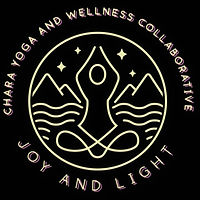 CHARA YOGA AND WELLNESS COLLABORATIVE
JOY AND LIGHT